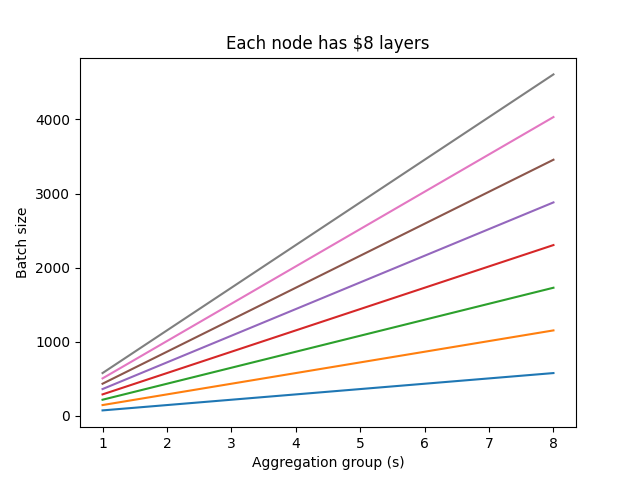 Each node has $8 layers
4000
3000
2000
1000
0
Batch size
1 2 3 4 5 6 7 8
Aggregation group (s)